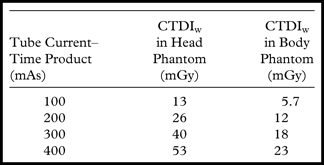 CTDIw CTDIw
Tube Current– in Head in Body
Time Product Phantom Phantom
(mAs) (mGy) (mGy)
100 13 5.7
200 26 12
300 40 18
400 53 23